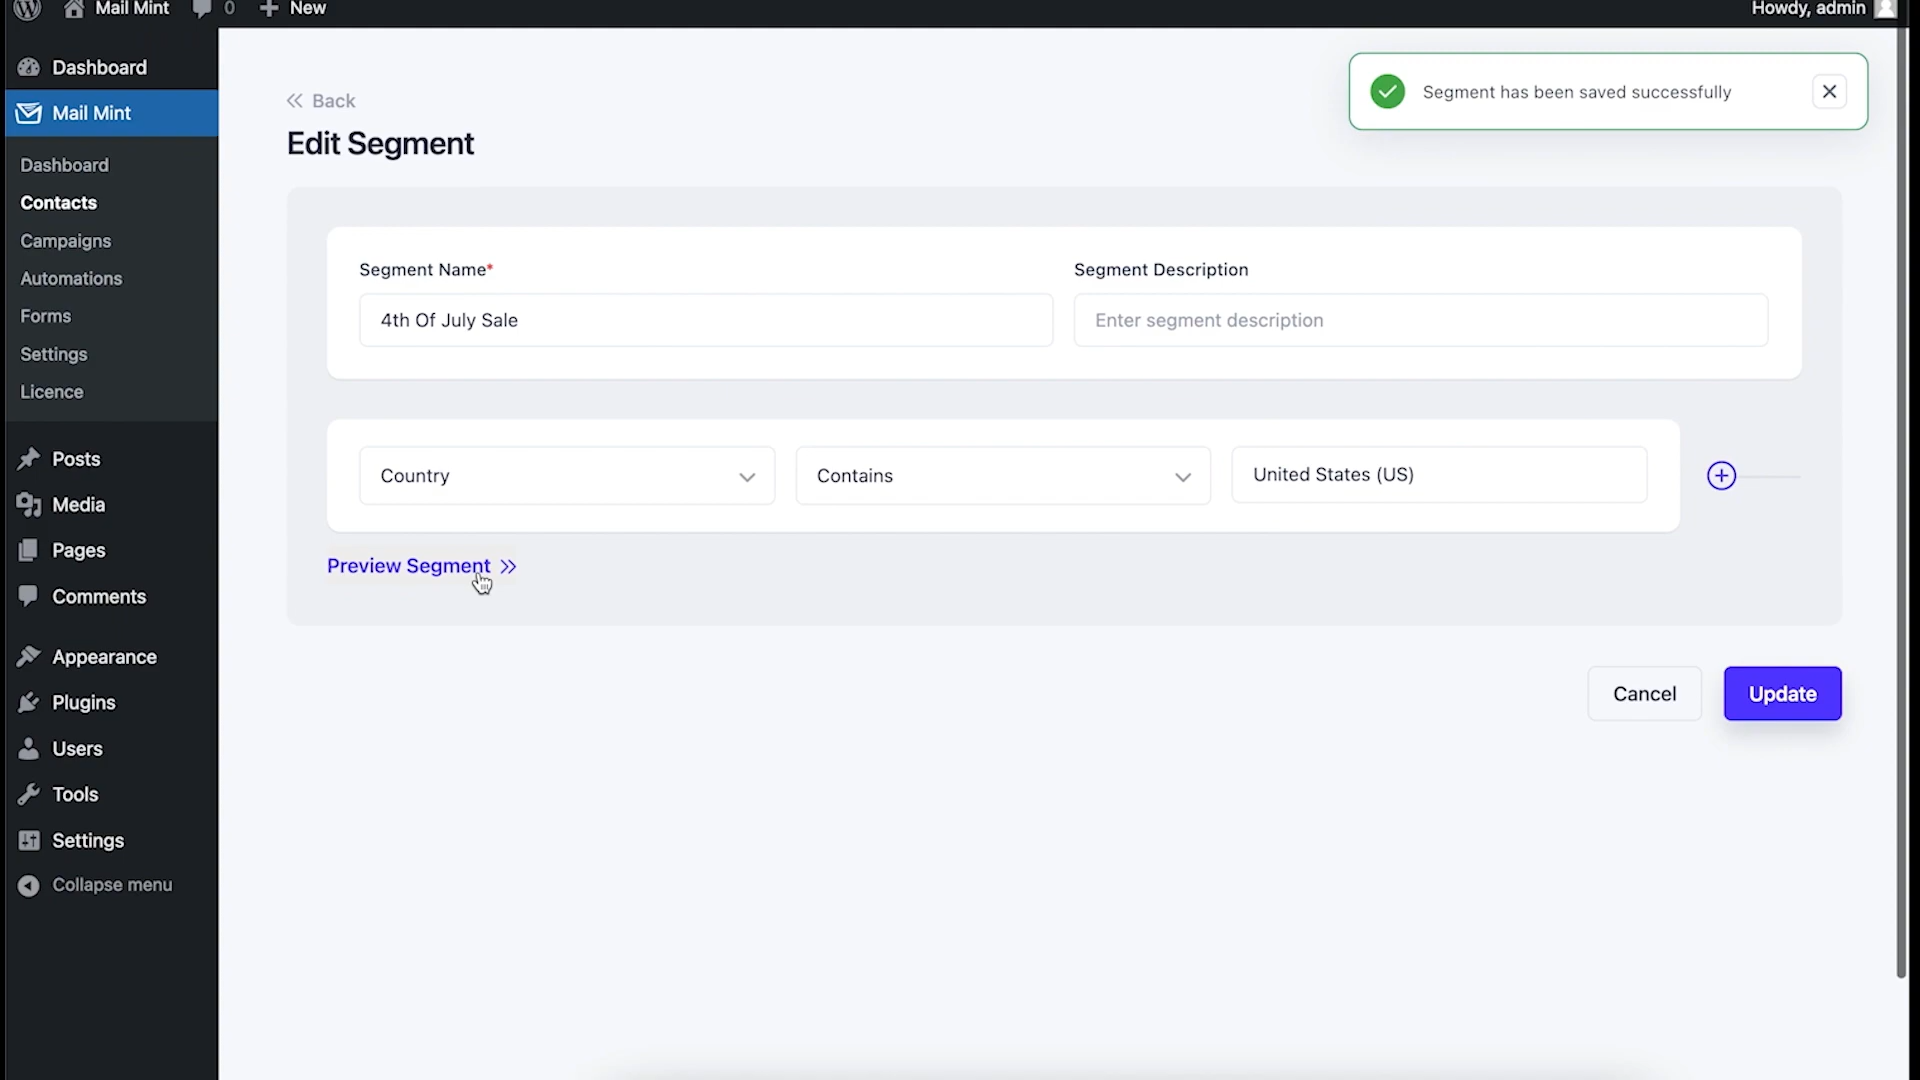 Mail Mint 0 New Howdy, admin
Dashboard
Mail Mint
Dashboard
Contacts
Campaigns
Automations
Forms
Settings
Licence
Posts
Media
Pages
Comments
Appearance
Plugins
Users
Tools
Settings
Collapse menu
Back
Edit Segment
Segment has been saved successfully
Segment Name*
4th Of July Sale
Segment Description
Enter segment description
Country
Contains
United States (US)
Preview Segment
Cancel
Update